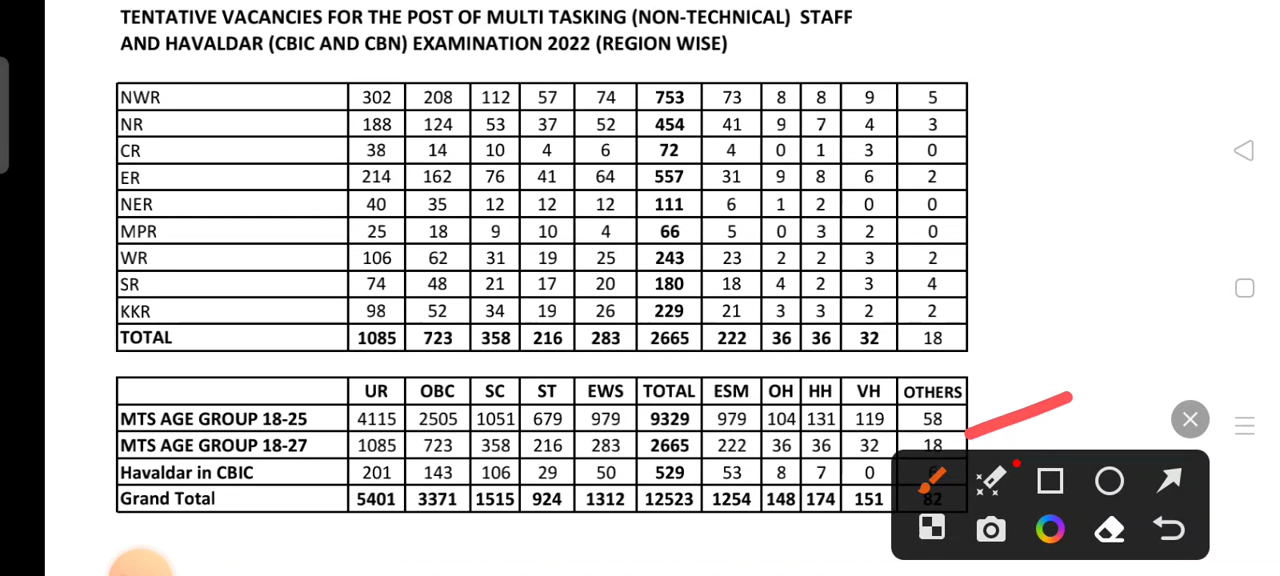 TENTATIVE VACANCIES FOR THE POST OF MULTI TASKING (NON-TECHNICAL) STAFF
AND HAVALDAR (CBIC AND CBN) EXAMINATION 2022 (REGION WISE)
NWR 302 208 112 57 74 753 73 8 8 9 5
NR 188 124 53 37 52 454 41 9 7 4 3
CR 38 14 10 4 6 72 4 0 1 3 0
ER 214 162 76 41 64 557 31 9 8 6 2
NER 40 35 12 12 12 111 6 1 2 0 0
MPR 25 18 9 10 4 66 5 0 3 2 0
WR 106 62 31 19 25 243 23 2 2 3 2
SR 74 48 21 17 20 180 18 4 2 3 4
KKR 98 52 34 19 26 229 21 3 3 2 2
TOTAL 1085 723 358 216 283 2665 222 36 36 32 18
UR OBC SC ST EWS TOTAL ESM OH HH VH OTHERS
MTS AGE GROUP 18-25 4115 2505 1051 679 979 9329 979 104 131 119 58
MTS AGE GROUP 18-27 1085 723 358 216 283 2665 222 36 36 32 18
Havaldar in CBIC 201 143 106 29 50 529 53 8 7 0
Grand Total 5401 3371 1515 924 1312 12523 1254 148 174 151 82